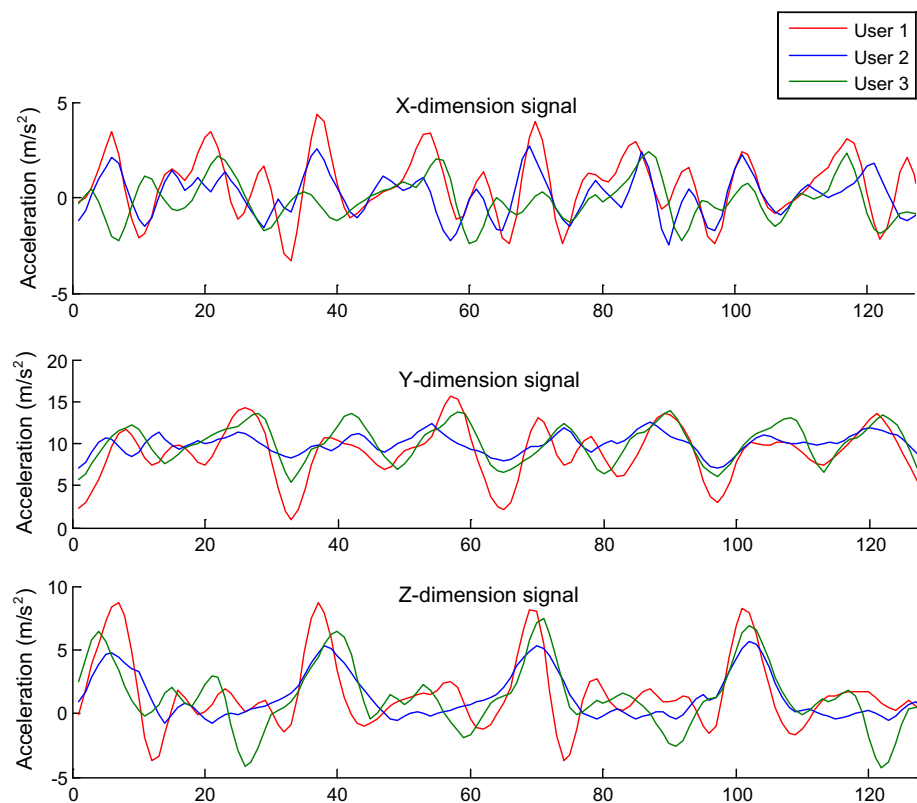 User 1
User 2
User 3
X-dimension signal
Acceleration (m/s²)
5
0
-5
0 20 40 60 80 100 120
Y-dimension signal
Acceleration (m/s²)
20
15
10
5
0
0 20 40 60 80 100 120
Z-dimension signal
Acceleration (m/s²)
10
5
0
-5
0 20 40 60 80 100 120